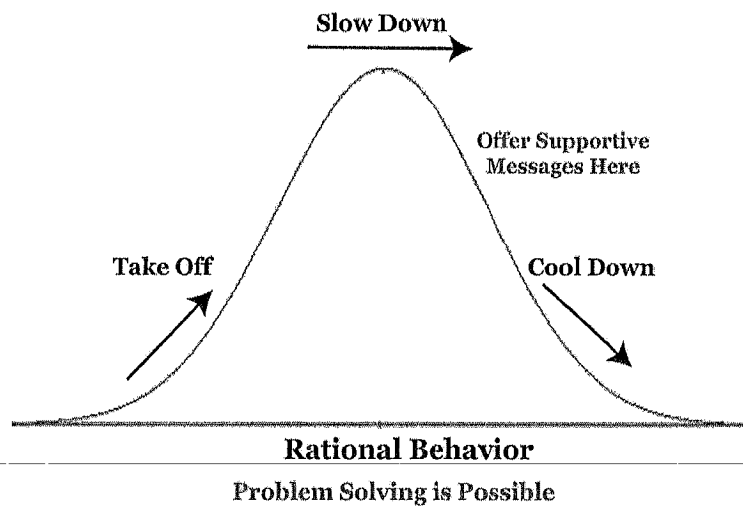 Slow Down
Offer Supportive
Messages Here
Take Off
Cool Down
Rational Behavior
Problem Solving is Possible